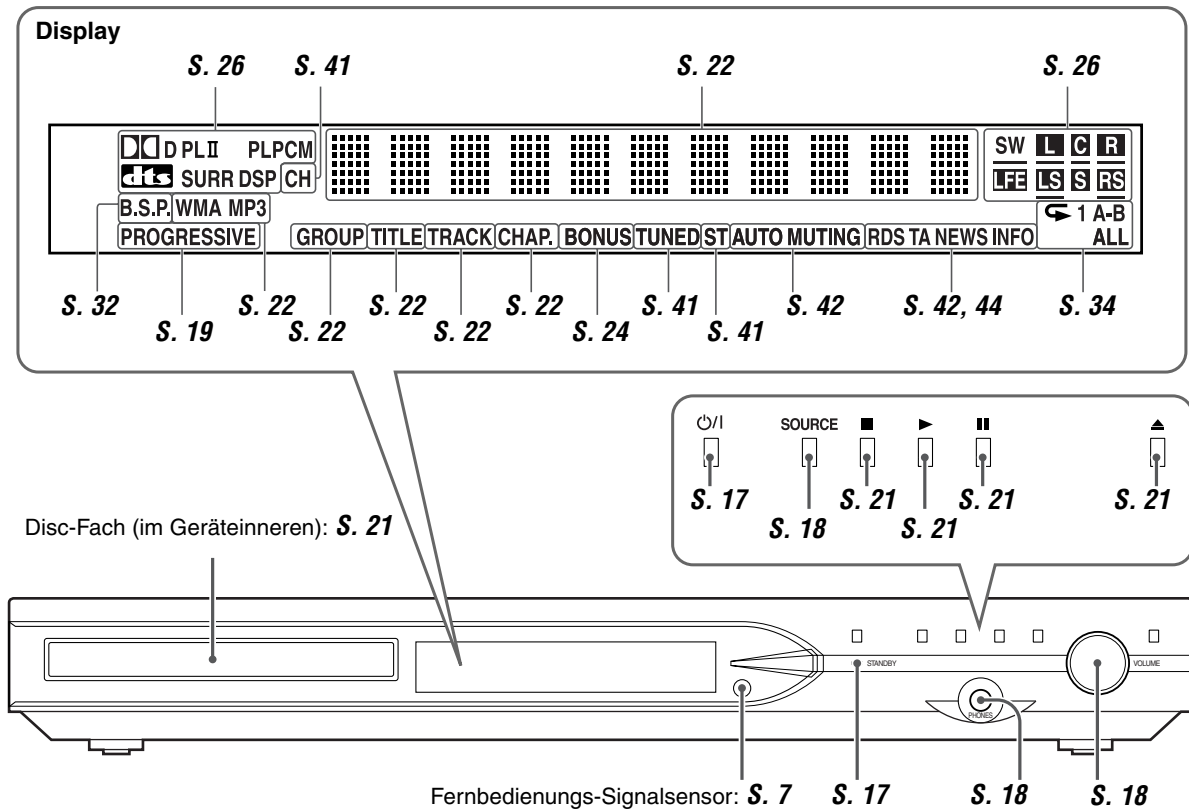 Display
S. 26 S. 41 S. 22 S. 26
D PL II PLPCM SW L C R
dts SURR DSP CH LFE LS S RS
B.S.P. WMA MP3 1 A-B
PROGRESSIVE GROUP TITLE TRACK CHAP. BONUS TUNED ST AUTO MUTING RDS TA NEWS INFO ALL
S. 32 S. 22 S. 22 S. 22 S. 41 S. 42 S. 42, 44 S. 34
S. 19 S. 22 S. 22 S. 24 S. 41
⏻/I SOURCE ■ ► ▮▮ ▲
S. 17 S. 21 S. 21 S. 21
S. 18 S. 21
Disc-Fach (im Geräteinneren): S. 21
STANDBY VOLUME
PHONES
Fernbedienungs-Signalsensor: S. 7 S. 17 S. 18 S. 18